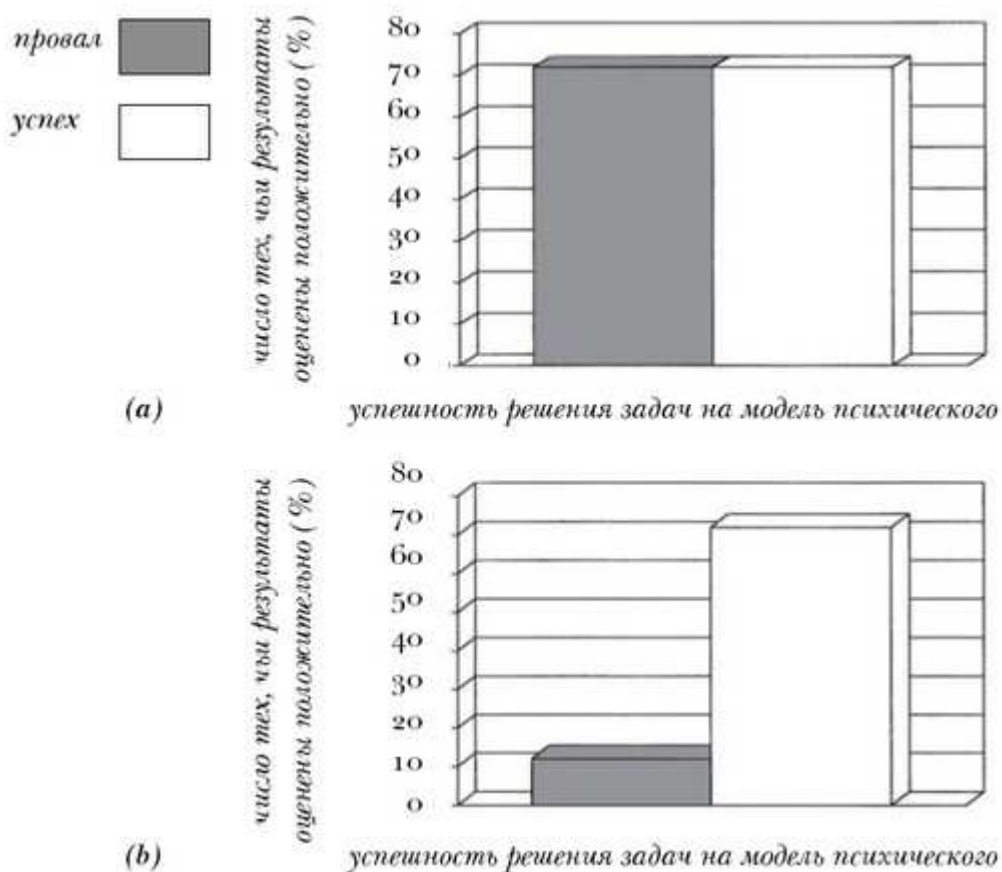 провал
успех
число тех, чьи результаты
оценены положительно (%)
80
70
60
50
40
30
20
10
0
(a)
успешность решения задач на модель психического
число тех, чьи результаты
оценены положительно (%)
80
70
60
50
40
30
20
10
0
(b)
успешность решения задач на модель психического